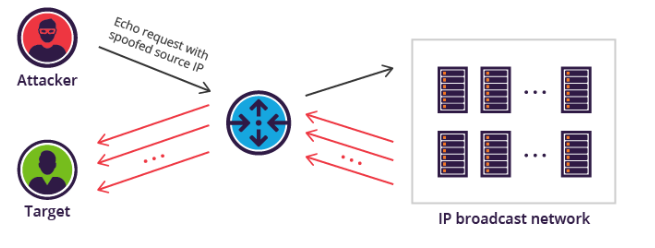 Echo request with
spoofed source IP
Attacker
Target
IP broadcast network